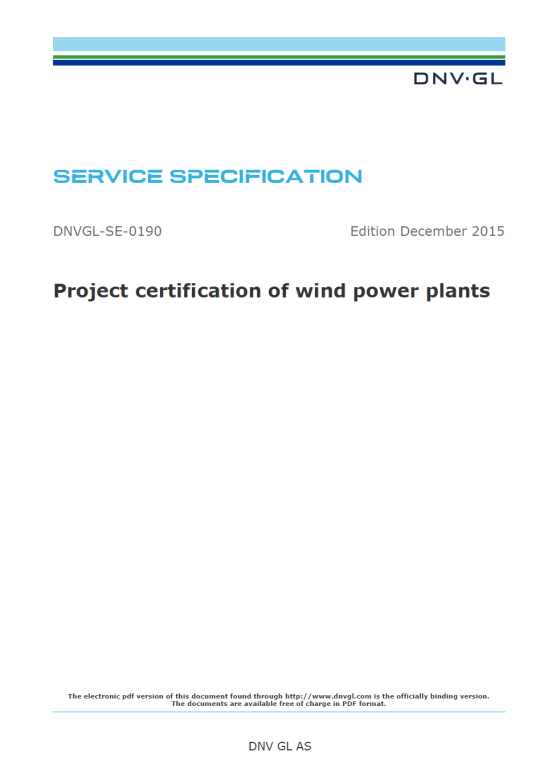 DNV·GL
SERVICE SPECIFICATION
DNVGL-SE-0190 Edition December 2015
Project certification of wind power plants
The electronic pdf version of this document found through http://www.dnvgl.com is the officially binding version.
The documents are available free of charge in PDF format.
DNV GL AS